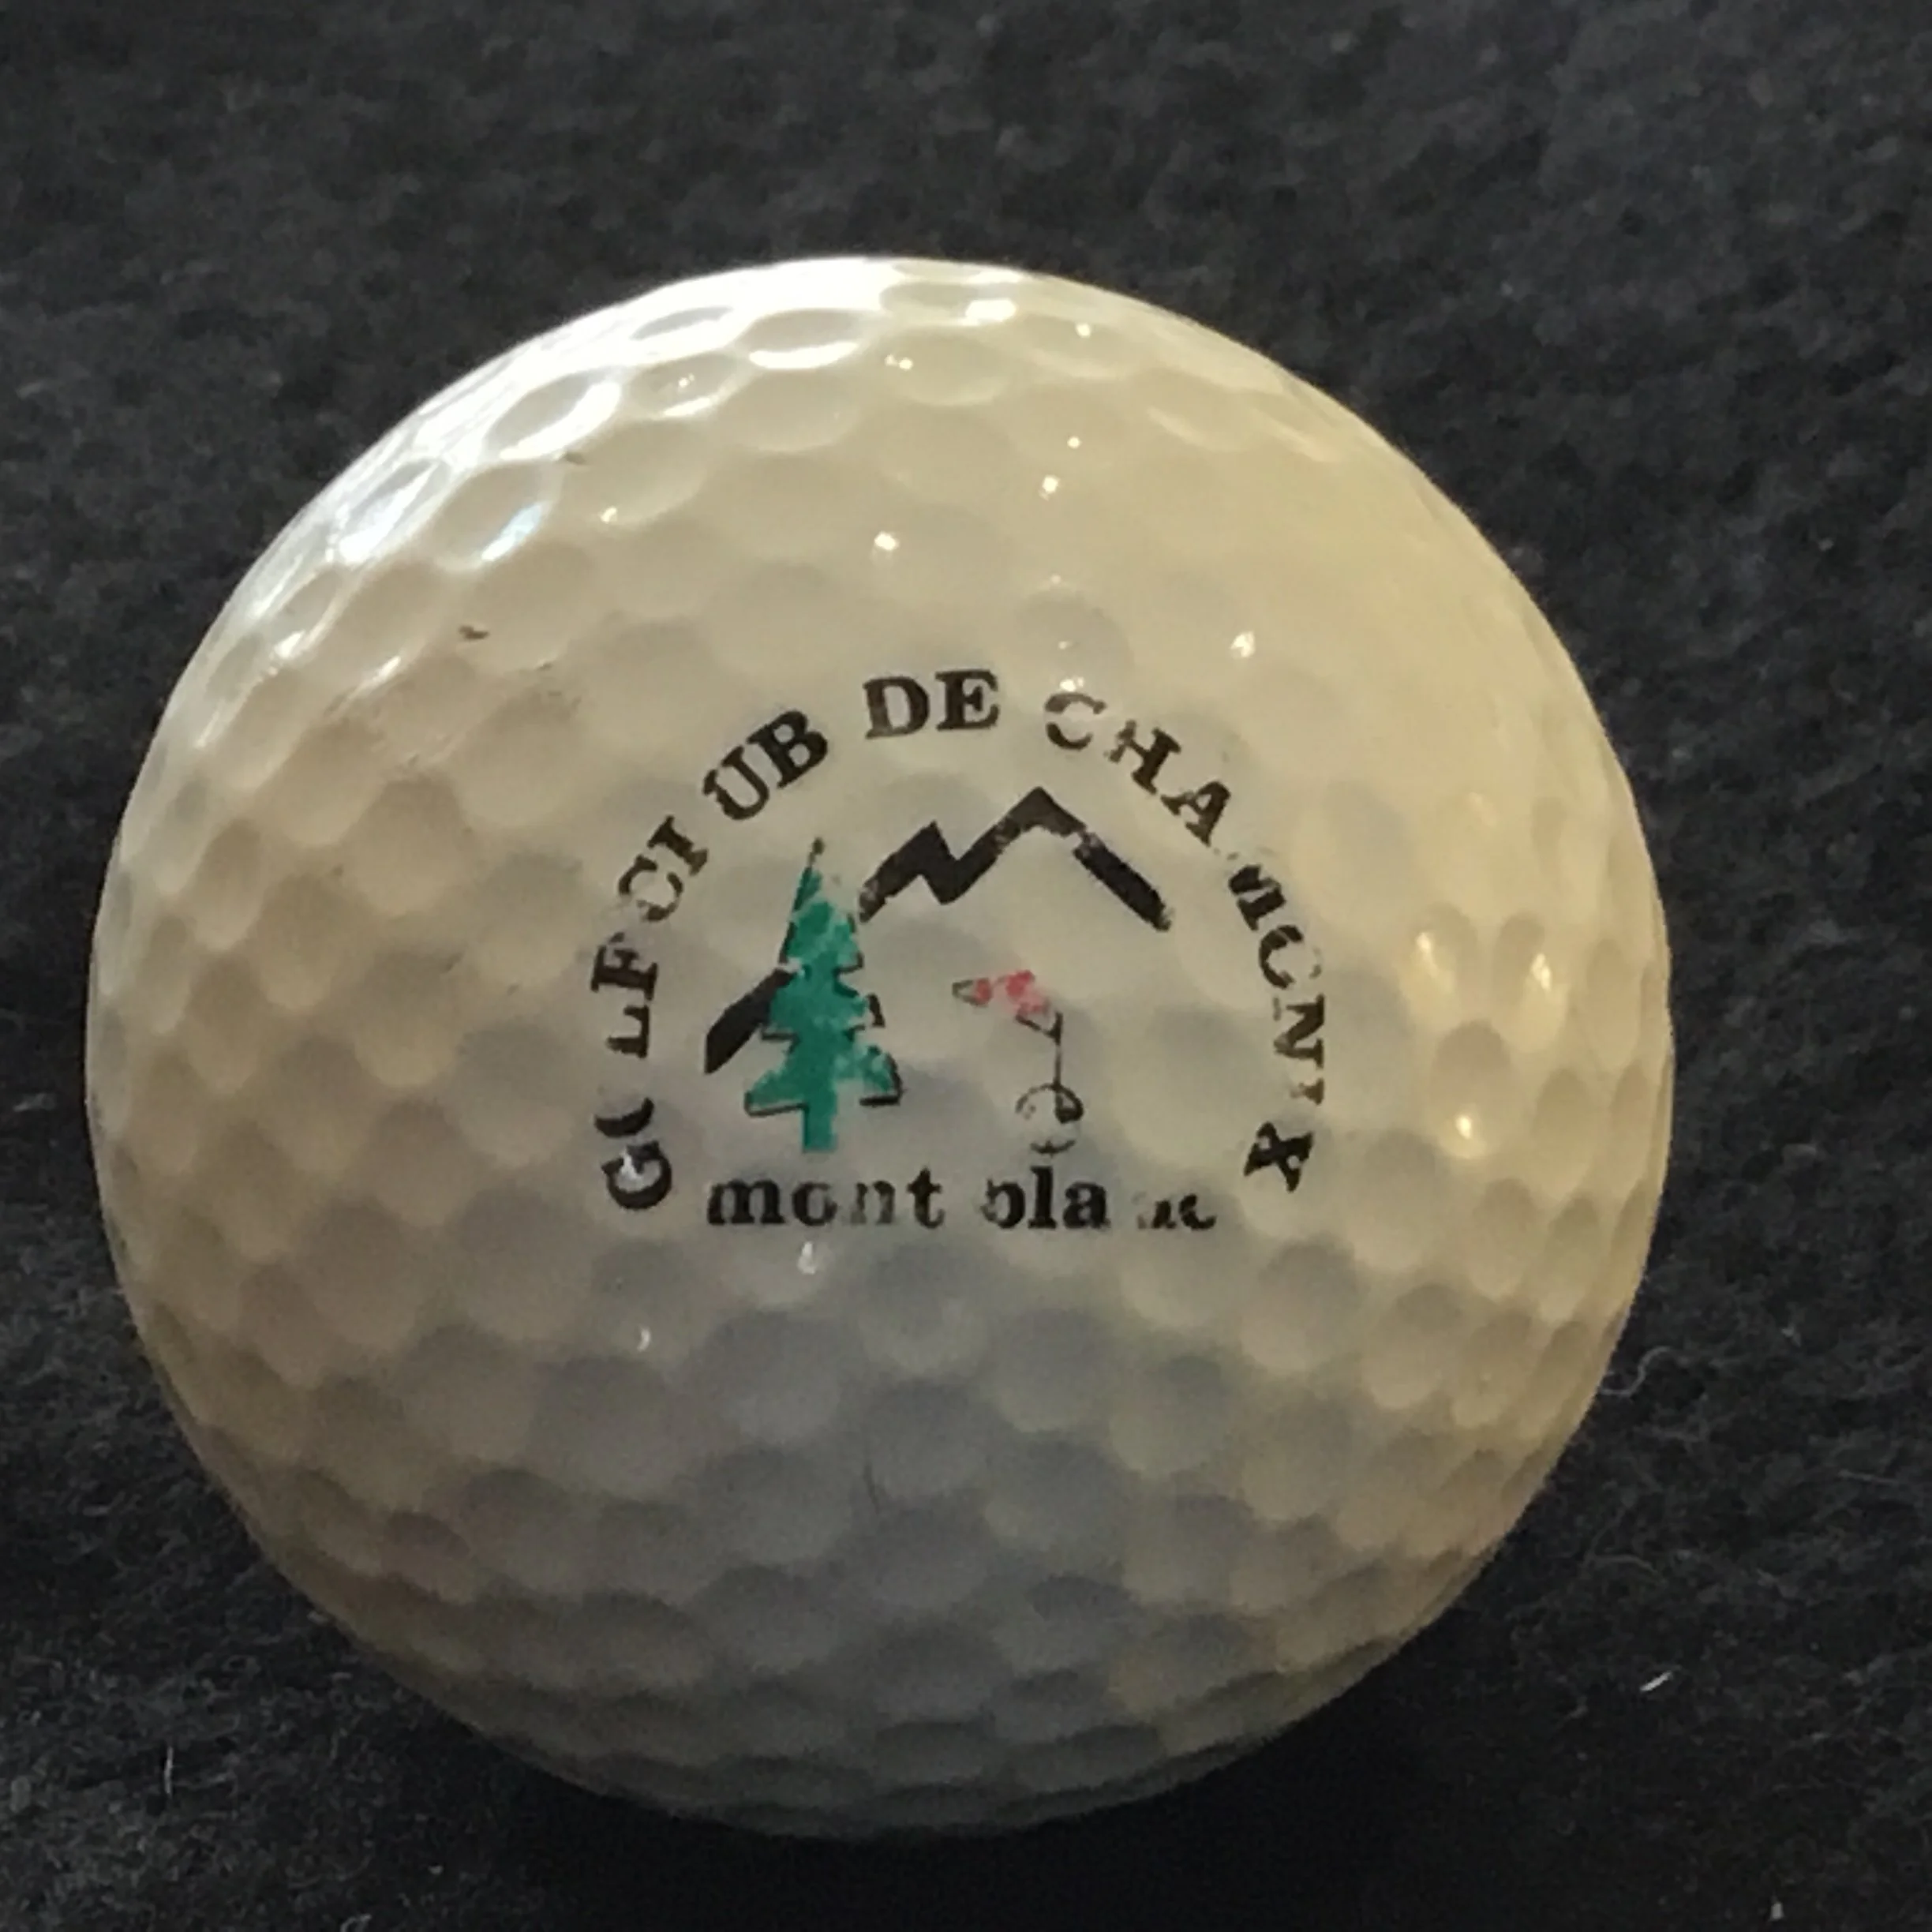 GOLF CLUB DE CHAMONIX
mont blanc